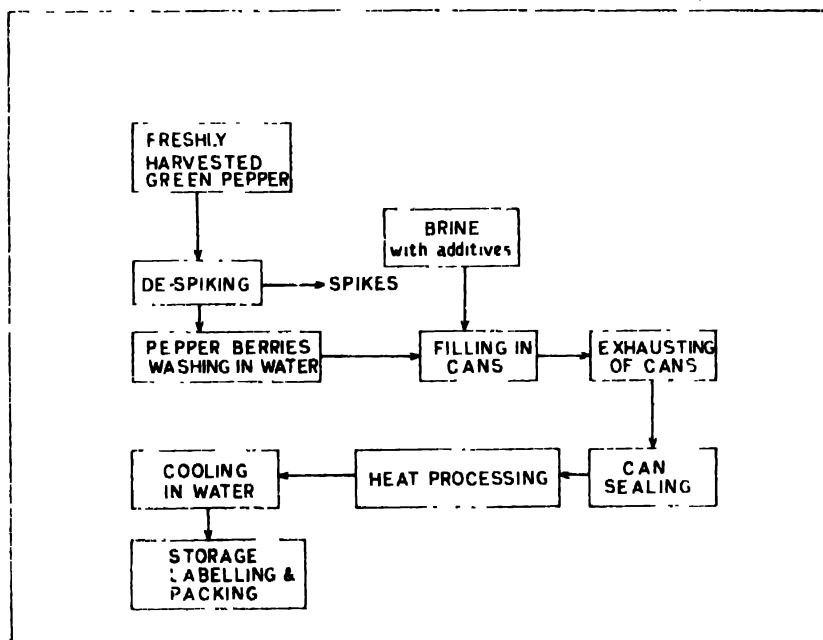 FRESHLY
HARVESTED
GREEN PEPPER
BRINE
with additives
DE-SPIKING
SPIKES
PEPPER BERRIES
WASHING IN WATER
FILLING IN
CANS
EXHAUSTING
OF CANS
CAN
SEALING
HEAT PROCESSING
COOLING
IN WATER
STORAGE
LABELLING &
PACKING